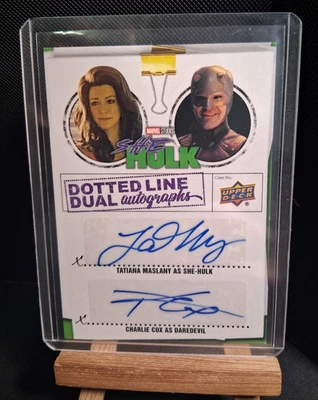 MARVEL STUDIOS
SHE
HULK
DOTTED LINE
DUAL autographs
Case No.
UPPER
DECK
x
TATIANA MASLANY AS SHE-HULK
x
CHARLIE COX AS DAREDEVIL